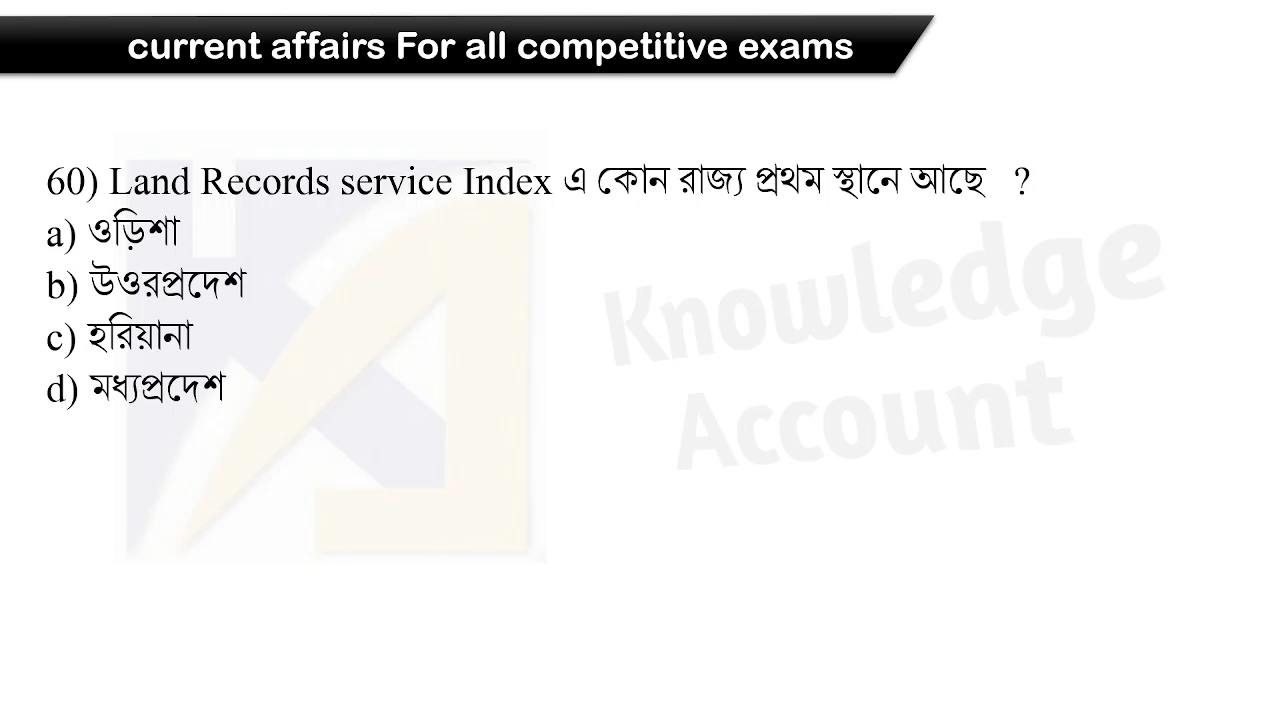 current affairs For all competitive exams
60) Land Records service Index এ কোন রাজ্য প্রথম স্থানে আছে ?
a) ওড়িশা
b) উওরপ্রদেশ
c) হরিয়ানা
d) মধ্যপ্রদেশ
Knowledge
Account